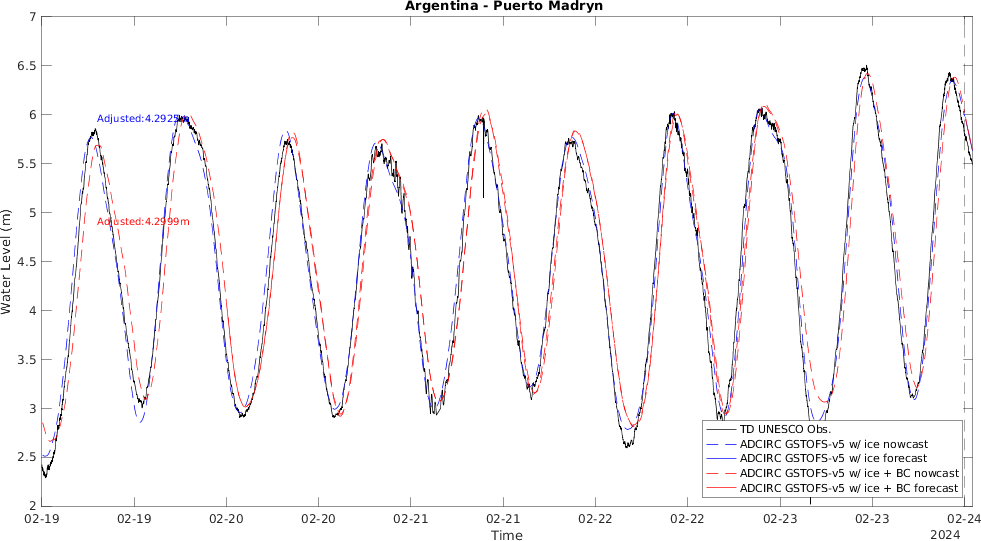 Argentina - Puerto Madryn
7
6.5
6
5.5
5
4.5
4
3.5
3
2.5
2
Water Level (m)
Adjusted:4.2925m
Adjusted:4.2999m
TD UNESCO Obs.
ADCIRC GSTOFS-v5 w/ ice nowcast
ADCIRC GSTOFS-v5 w/ ice forecast
ADCIRC GSTOFS-v5 w/ ice + BC nowcast
ADCIRC GSTOFS-v5 w/ ice + BC forecast
02-19 02-19 02-20 02-20 02-21 02-21 02-22 02-22 02-23 02-23 02-24
2024
Time